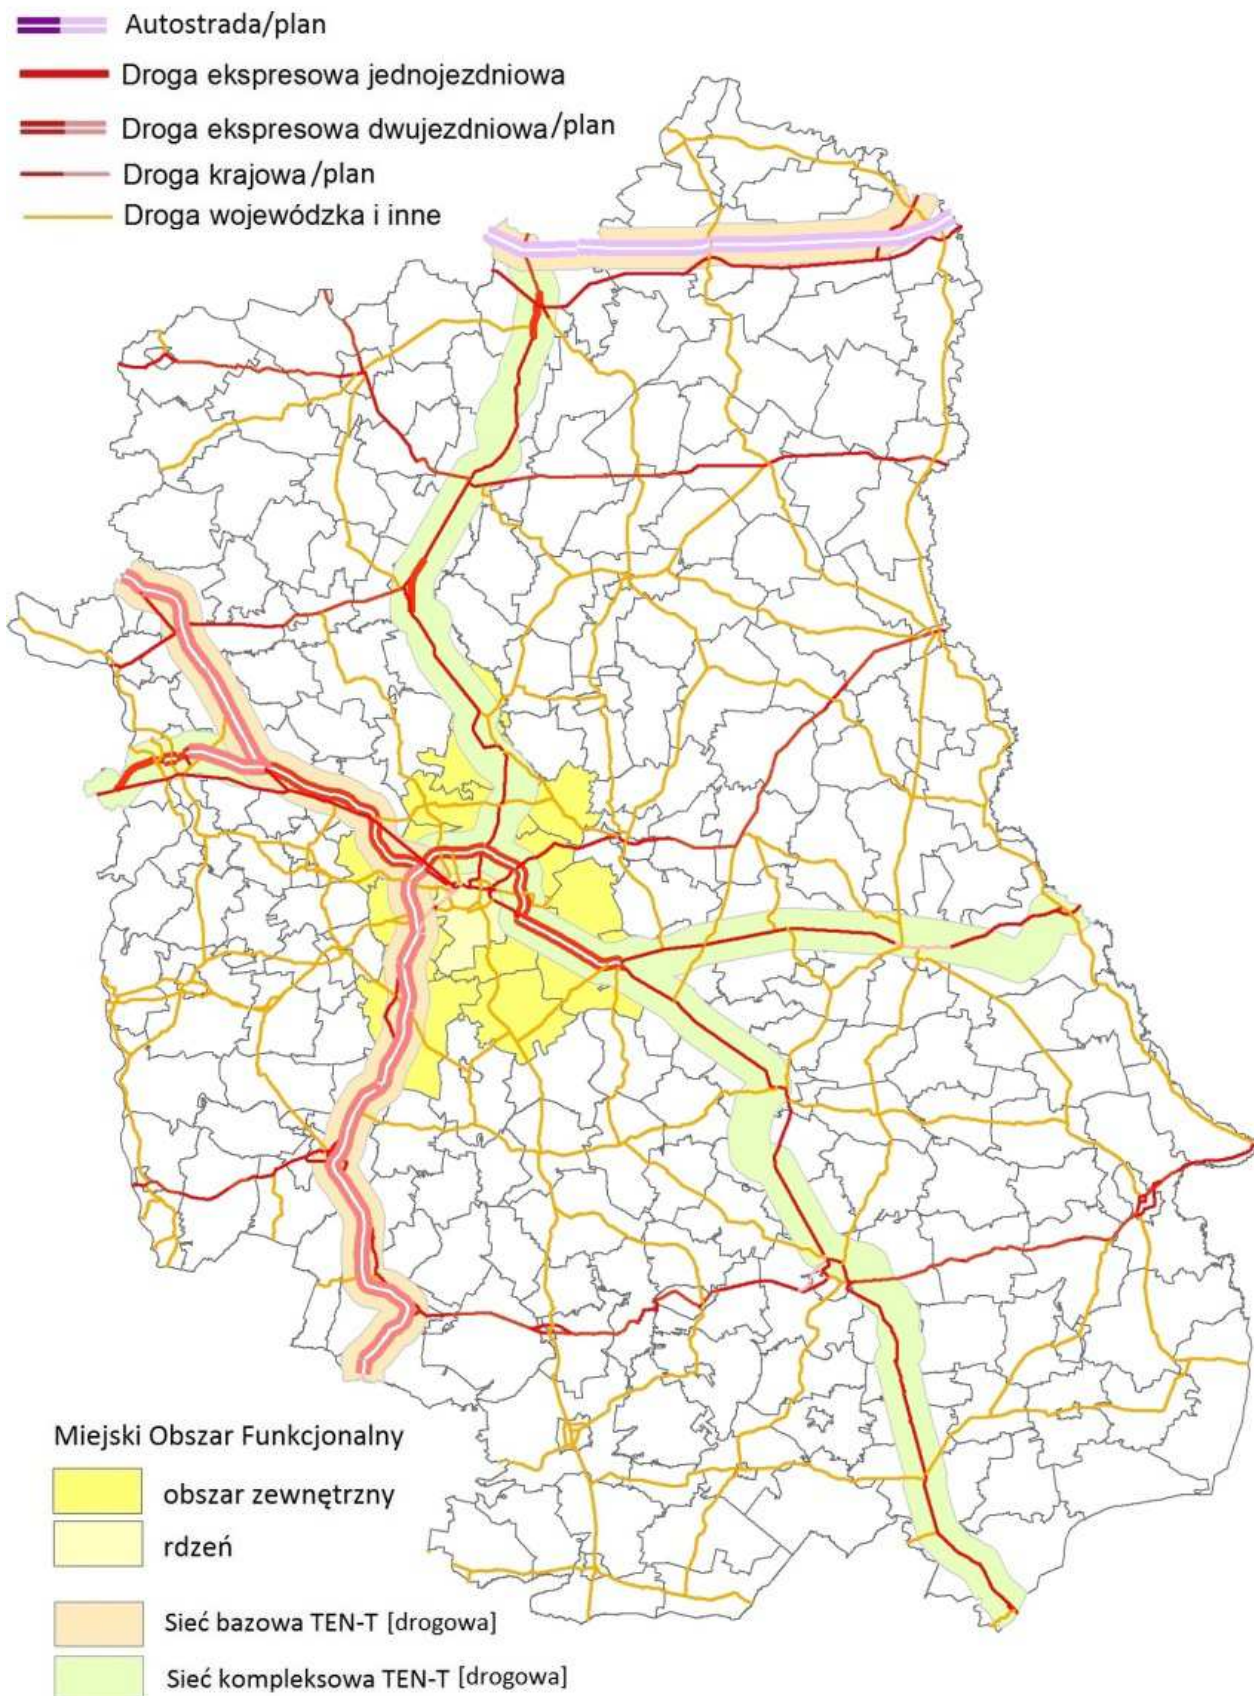 Autostrada/plan
Droga ekspresowa jednojezdniowa
Droga ekspresowa dwujezdniowa/plan
Droga krajowa/plan
Droga wojewódzka i inne
Miejski Obszar Funkcjonalny
obszar zewnętrzny
rdzeń
Sieć bazowa TEN-T [drogowa]
Sieć kompleksowa TEN-T [drogowa]